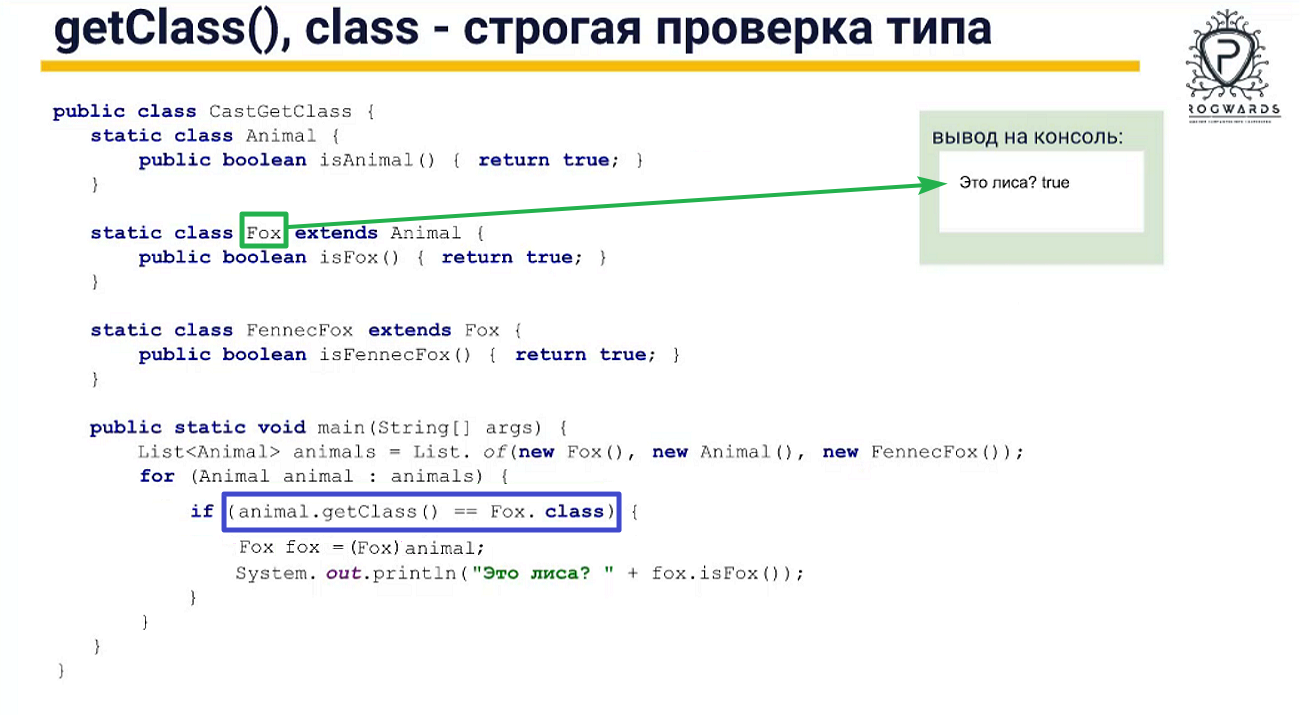 getClass(), class - строгая проверка типа
ROGWARDS
public class CastGetClass {
static class Animal {
public boolean isAnimal() { return true; }
}
вывод на консоль:
Это лиса? true
static class Fox extends Animal {
public boolean isFox() { return true; }
}
static class FennecFox extends Fox {
public boolean isFennecFox() { return true; }
}
public static void main(String[] args) {
List<Animal> animals = List. of(new Fox(), new Animal(), new FennecFox());
for (Animal animal : animals) {
if (animal.getClass() == Fox. class) {
Fox fox = (Fox) animal;
System. out.println("Это лиса? " + fox.isFox());
}
}
}
}